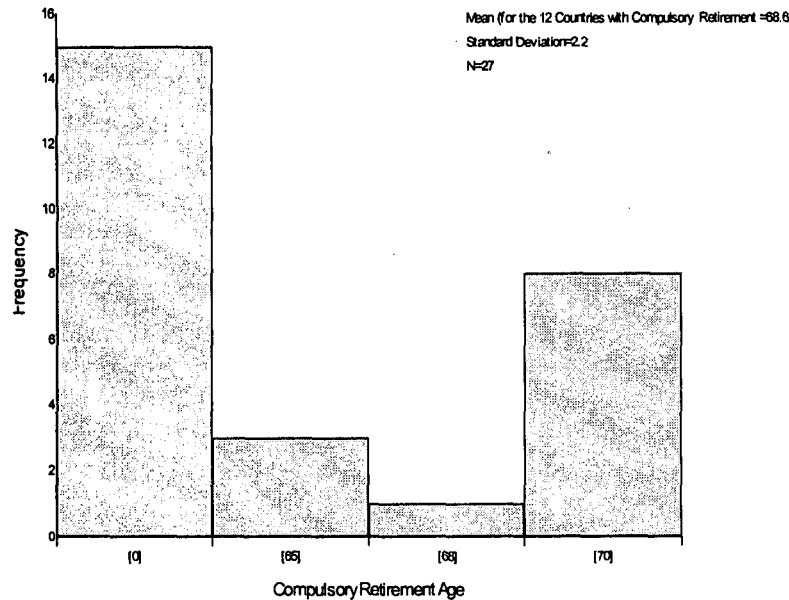 Mean (for the 12 Countries with Compulsory Retirement =68.6
Standard Deviation=2.2
N=27
16
14
12
10
8
6
4
2
0
Frequency
[0]
[65]
[68]
[70]
Compulsory Retirement Age